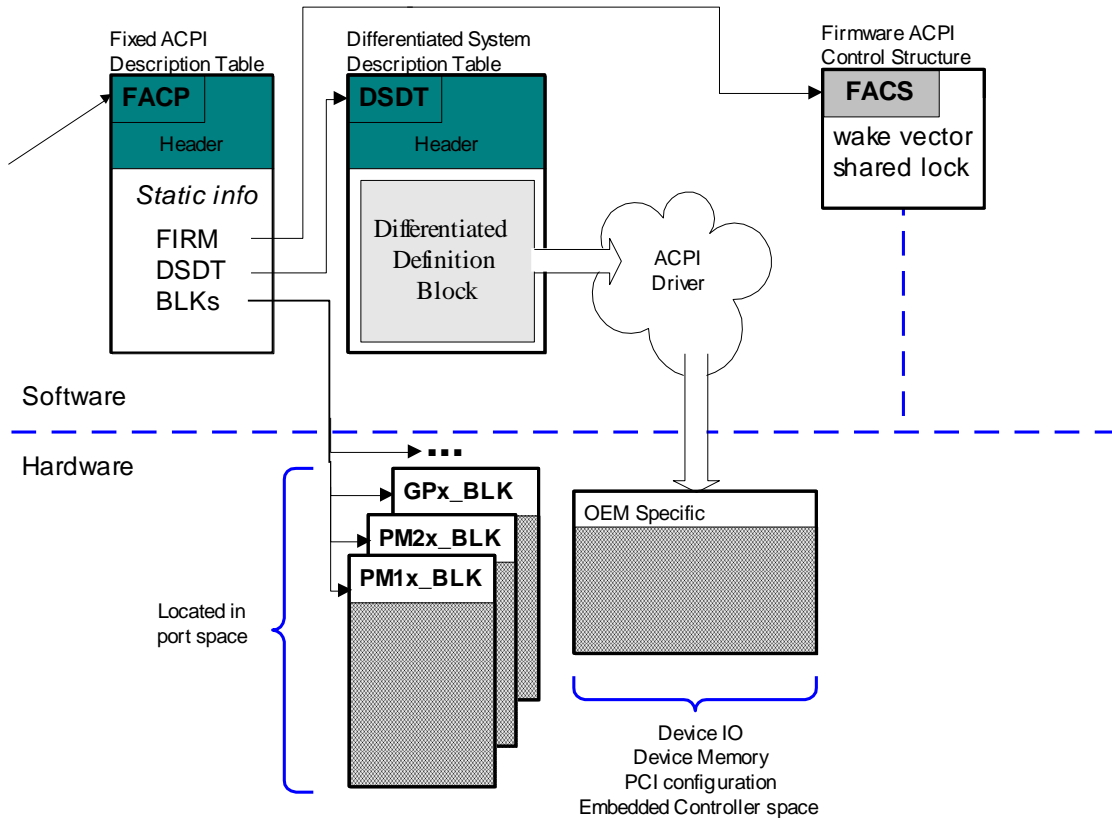 Fixed ACPI
Description Table
FACP
Header
Static info
FIRM
DSDT
BLKs
Differentiated System
Description Table
DSDT
Header
Differentiated
Definition
Block
ACPI
Driver
Firmware ACPI
Control Structure
FACS
wake vector
shared lock
Software
Hardware
...
GPx_BLK
PM2x_BLK
PM1x_BLK
Located in
port space
OEM Specific
Device IO
Device Memory
PCI configuration
Embedded Controller space